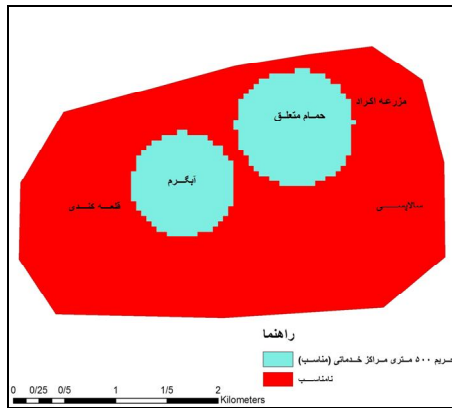 مزرعه اکراد
حمام متعلق
آبگرم
قلعه کندی
سالایسی
راهنما
حریم ۵۰۰ متری مراکز خدماتی (مناسب)
نامناسب
0 0/25 0/5 1 1/5 2
Kilometers